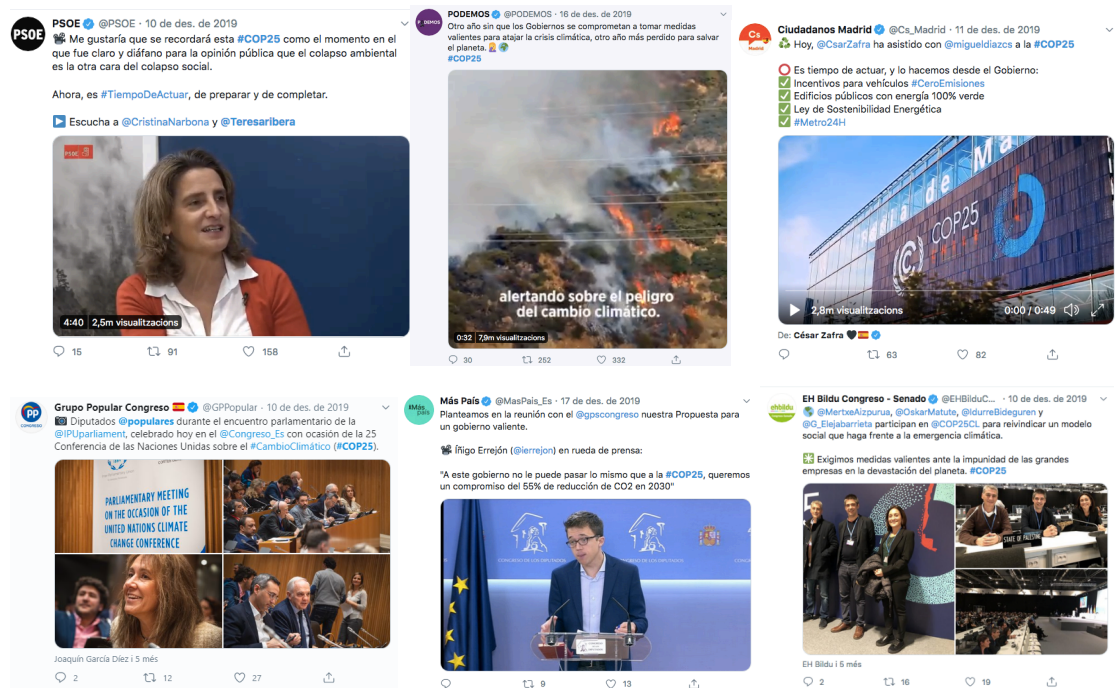 PSOE
PSOE @PSOE · 10 de des. de 2019
Me gustaría que se recordará esta #COP25 como el momento en el
que fue claro y diáfano para la opinión pública que el colapso ambiental
es la otra cara del colapso social.
Ahora, es #TiempoDeActuar, de preparar y de completar.
Escucha a @CristinaNarbona y @Teresaribera
PSOE
4:40 2,5m visualitzacions
15 91 158
PODEMOS
PODEMOS @PODEMOS · 16 de des. de 2019
Otro año sin que los Gobiernos se comprometan a tomar medidas
valientes para atajar la crisis climática, otro año más perdido para salvar
el planeta.
#COP25
alertando sobre el peligro
del cambio climático.
0:32 7,9m visualitzacions
30 252 332
Cs
Madrid
Ciudadanos Madrid @Cs_Madrid · 11 de des. de 2019
Hoy, @CsarZafra ha asistido con @migueldiazcs a la #COP25
Es tiempo de actuar, y lo hacemos desde el Gobierno:
Incentivos para vehículos #CeroEmisiones
Edificios públicos con energía 100% verde
Ley de Sostenibilidad Energética
#Metro24H
de Ma
COP25
2,8m visualitzacions
0:00 / 0:49
De: César Zafra
63 82
pp
CONGRESO
Grupo Popular Congreso @GPPopular · 10 de des. de 2019
Diputados @populares durante el encuentro parlamentario de la
@IPUparliament, celebrado hoy en el @Congreso_Es con ocasión de la 25
Conferencia de las Naciones Unidas sobre el #CambioClimático (#COP25).
PARLIAMENTARY MEETING
ON THE OCCASION OF THE
UNITED NATIONS CLIMATE
CHANGE CONFERENCE
Joaquín García Díez i 5 més
2 12 27
Más
país
Más País @MasPais_Es · 17 de des. de 2019
Planteamos en la reunión con el @gpscongreso nuestra Propuesta para
un gobierno valiente.
Íñigo Errejón (@ierrejon) en rueda de prensa:
"A este gobierno no le puede pasar lo mismo que a la #COP25, queremos
un compromiso del 55% de reducción de CO2 en 2030"
CONGRESO DE LOS DIPUTADOS
9 13
ehbildu
EH Bildu Congreso - Senado @EHBilduC... · 10 de des. de 2019
@MertxeAizpurua, @OskarMatute, @IdurreBideguren y
@G_Elejabarrieta participan en @COP25CL para reivindicar un modelo
social que haga frente a la emergencia climática.
Exigimos medidas valientes ante la impunidad de las grandes
empresas en la devastación del planeta. #COP25
STATE OF PALESTINE
EH Bildu i 5 més
2 16 19